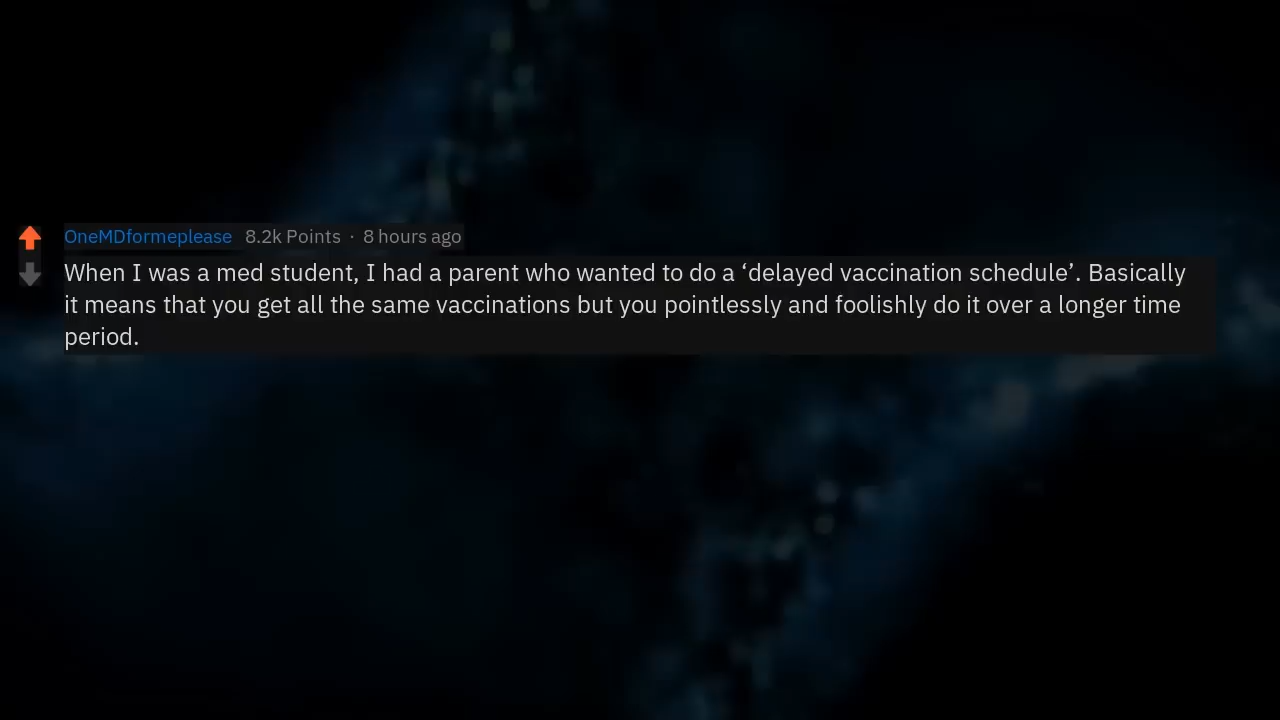 OneMDformeplease 8.2k Points · 8 hours ago
When I was a med student, I had a parent who wanted to do a ‘delayed vaccination schedule’. Basically
it means that you get all the same vaccinations but you pointlessly and foolishly do it over a longer time
period.